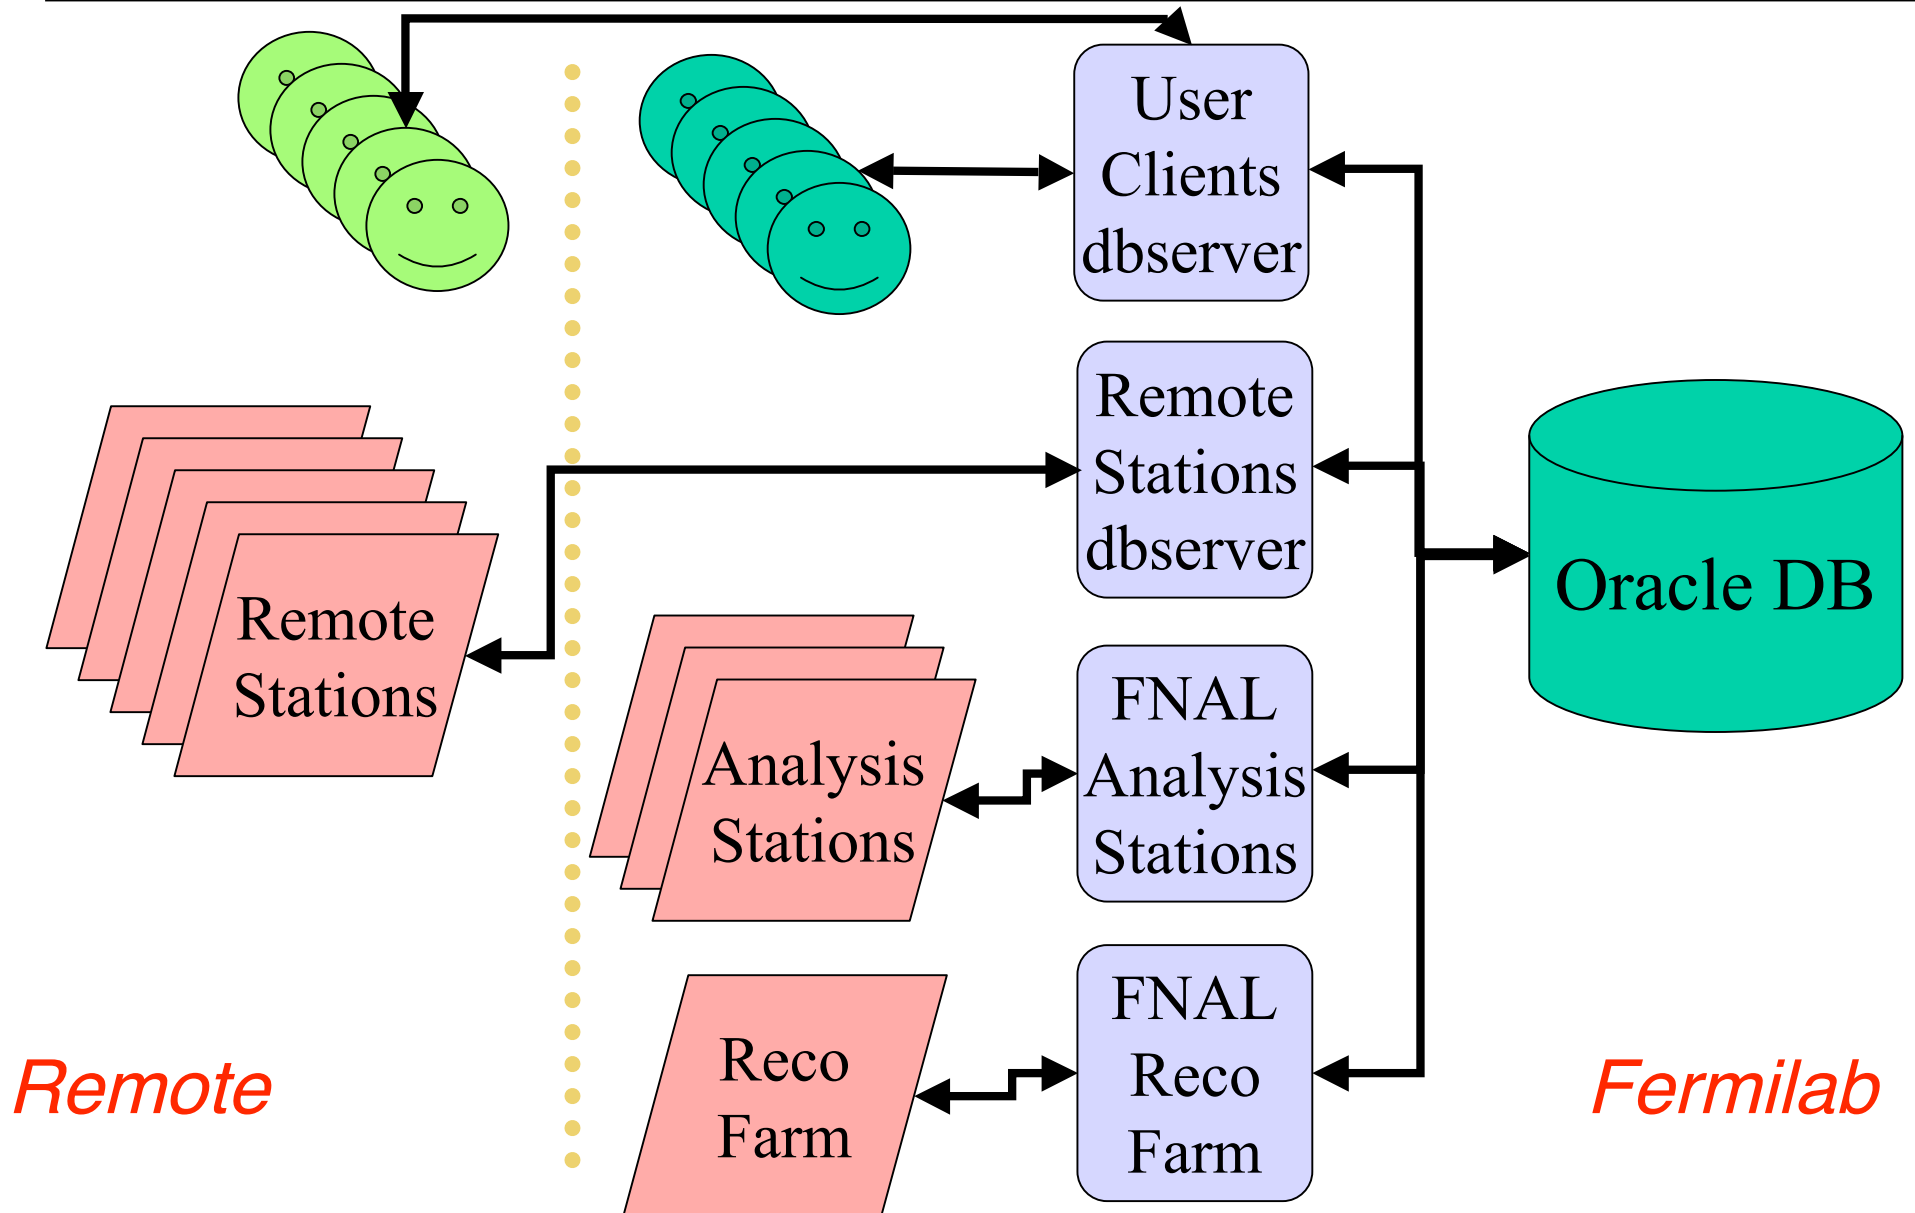 User
Clients
dbserver
Remote
Stations
dbserver
Oracle DB
Remote
Stations
FNAL
Analysis
Stations
Analysis
Stations
FNAL
Reco
Farm
Reco
Farm
Remote
Fermilab